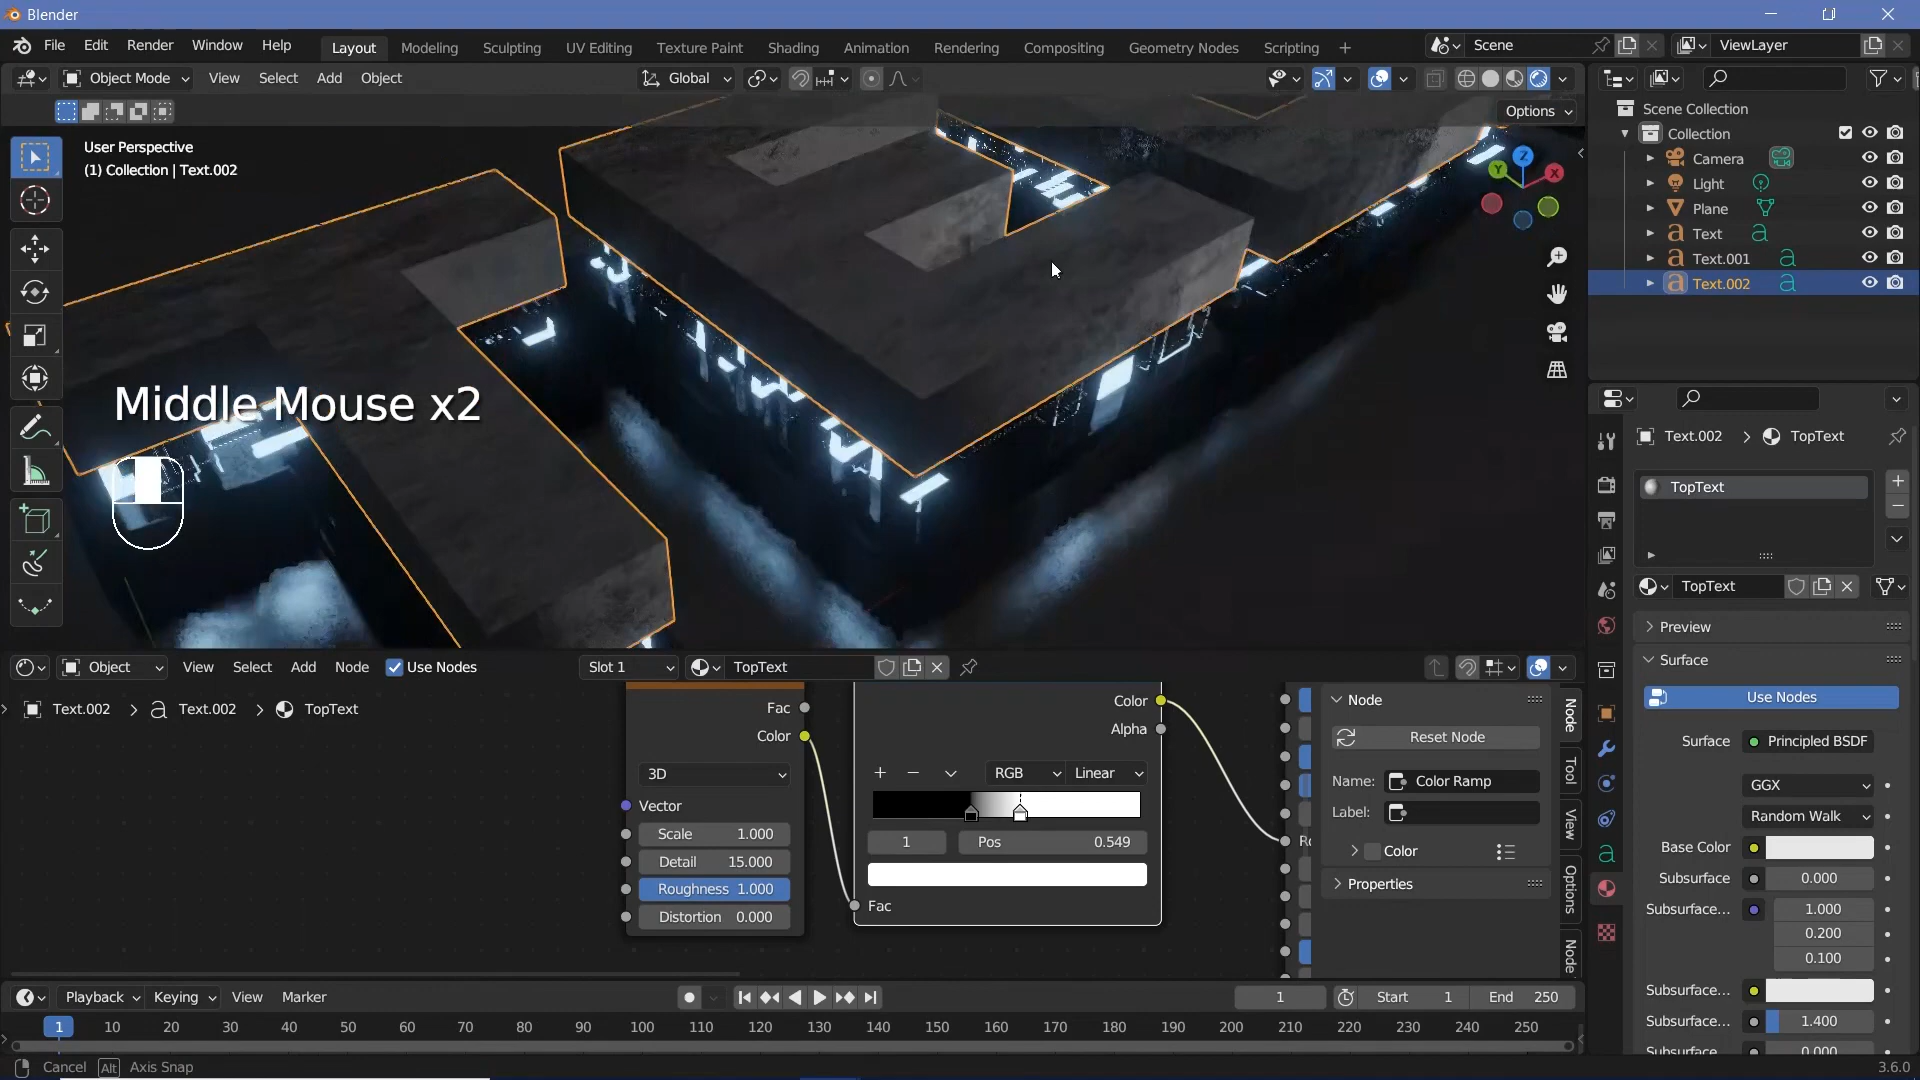 Blender
File Edit Render Window Help Layout Modeling Sculpting UV Editing Texture Paint Shading Animation Rendering Compositing Geometry Nodes Scripting + Scene ViewLayer
Object Mode View Select Add Object Global
Options
User Perspective
(1) Collection | Text.002
Z
Y
X
Middle Mouse x2
Scene Collection
Collection
Camera
Light
Plane
Text
Text.001
Text.002
Text.002 > TopText
TopText
TopText
Preview
Surface
Use Nodes
Surface Principled BSDF
GGX
Random Walk
Base Color
Subsurface 0.000
Subsurface... 1.000
0.200
0.100
Subsurface...
Subsurface... 1.400
Subsurface... 0.000
Object View Select Add Node Use Nodes Slot 1 TopText
Text.002 > Text.002 > TopText
Fac
Color
3D
Vector
Scale 1.000
Detail 15.000
Roughness 1.000
Distortion 0.000
Color
Alpha
RGB Linear
1 Pos 0.549
Fac
Node
Reset Node
Name: Color Ramp
Label:
Color
Properties
Node
Tool
View
Options
Node
Playback Keying View Marker 1 Start 1 End 250
1 10 20 30 40 50 60 70 80 90 100 110 120 130 140 150 160 170 180 190 200 210 220 230 240 250
Cancel Alt Axis Snap 3.6.0